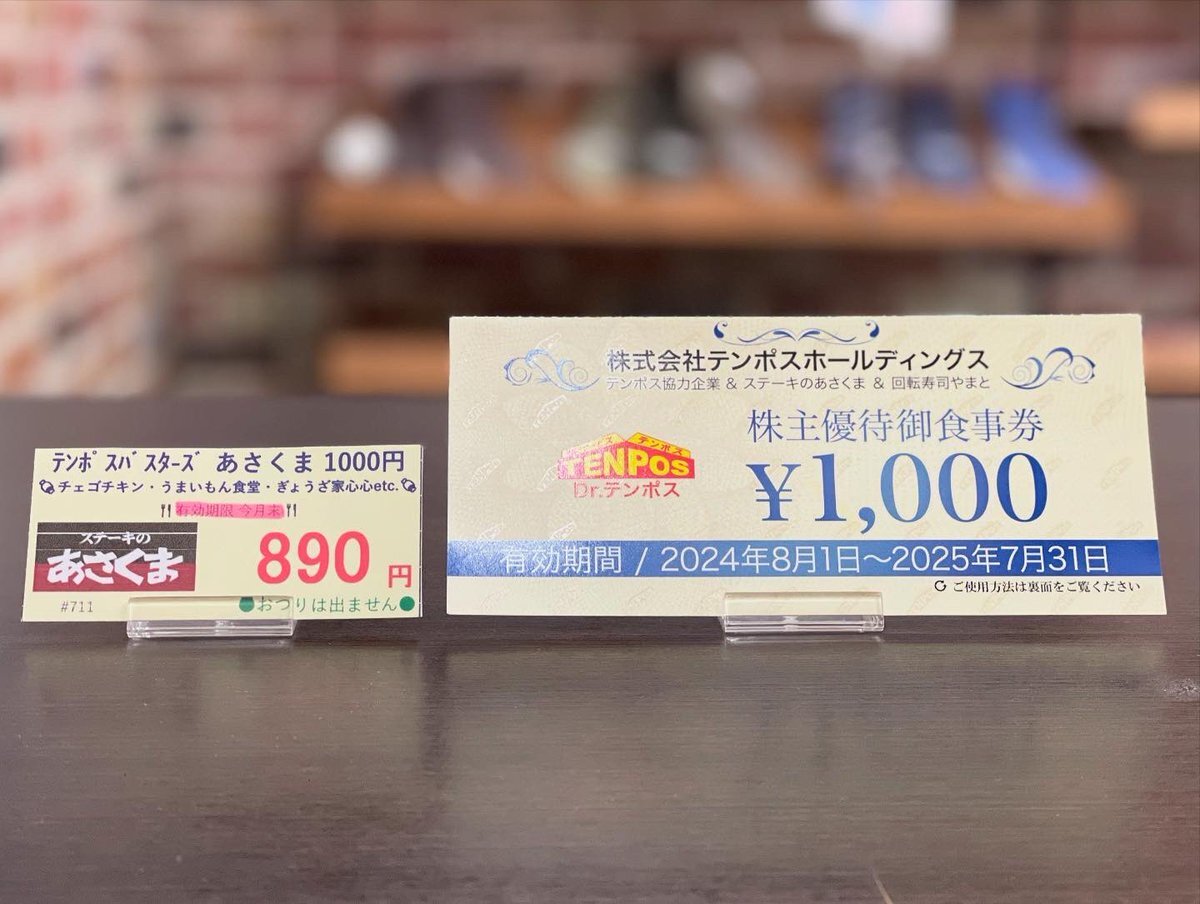 ﾃﾝﾎﾟｽﾊﾞｽﾀｰｽﾞ あさくま 1000円
チェゴチキン・うまいもん食堂・ぎょうざ家心心etc.
有効期限 今月末
ステーキの
あさくま
890円
#711
●おつりは出ません●
株式会社テンポスホールディングス
テンポス協力企業 & ステーキのあさくま & 回転寿司やまと
株主優待御食事券
テンポス
TENPOS
Dr.テンポス
¥1,000
有効期間 / 2024年8月1日～2025年7月31日
ご使用方法は裏面をご覧ください